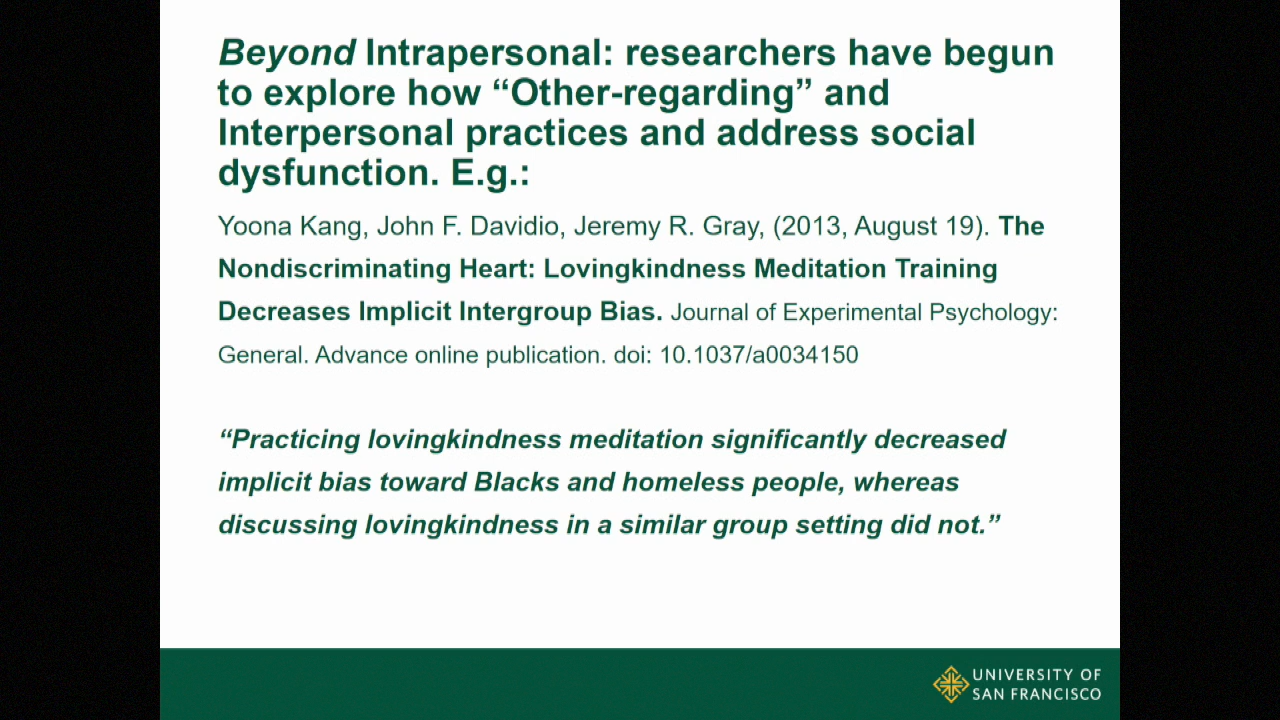 Beyond Intrapersonal: researchers have begun
to explore how “Other-regarding” and
Interpersonal practices and address social
dysfunction. E.g.:
Yoona Kang, John F. Davidio, Jeremy R. Gray, (2013, August 19). The
Nondiscriminating Heart: Lovingkindness Meditation Training
Decreases Implicit Intergroup Bias. Journal of Experimental Psychology:
General. Advance online publication. doi: 10.1037/a0034150
“Practicing lovingkindness meditation significantly decreased
implicit bias toward Blacks and homeless people, whereas
discussing lovingkindness in a similar group setting did not.”
UNIVERSITY OF
SAN FRANCISCO